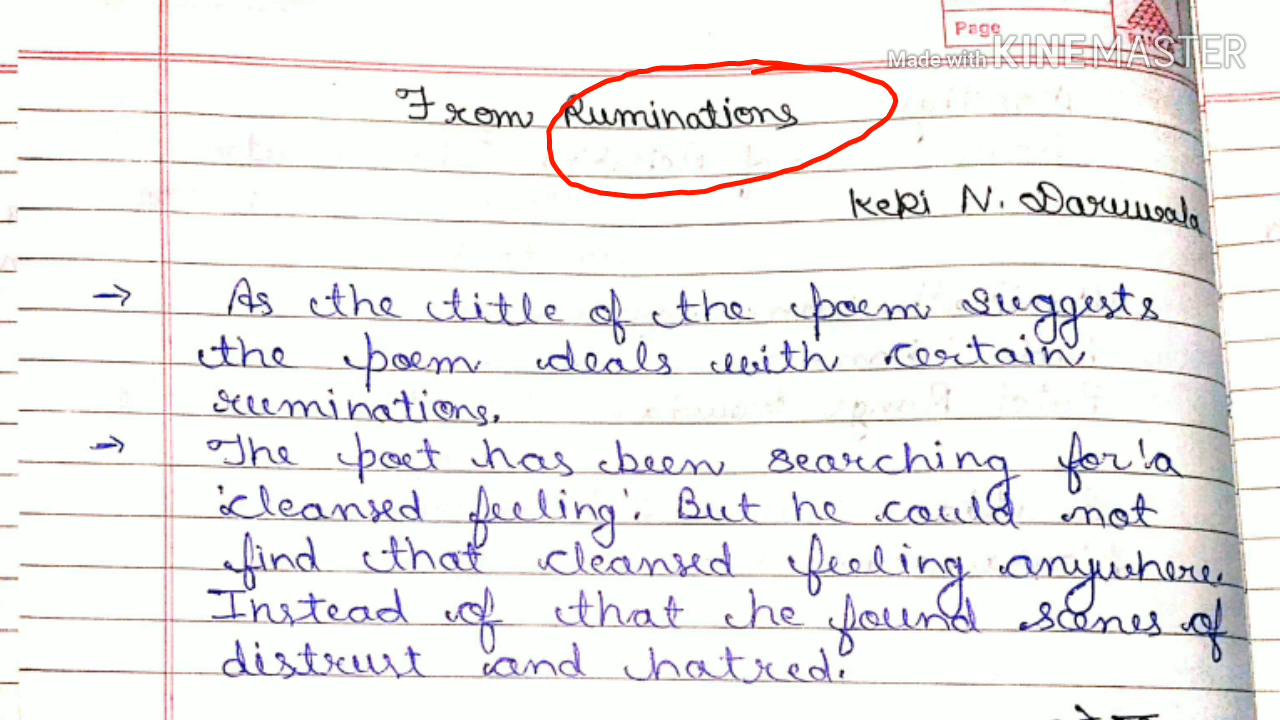 Page
Made with KINEMASTER
From Ruminations
Keki N. Daruwala
→ As the title of the poem suggests
the poem deals with certain
ruminations.
→ The poet has been searching for 'a
'cleansed feeling'. But he could not
find that cleansed feeling anywhere.
Instead of that he found scenes of
distrust and hatred.